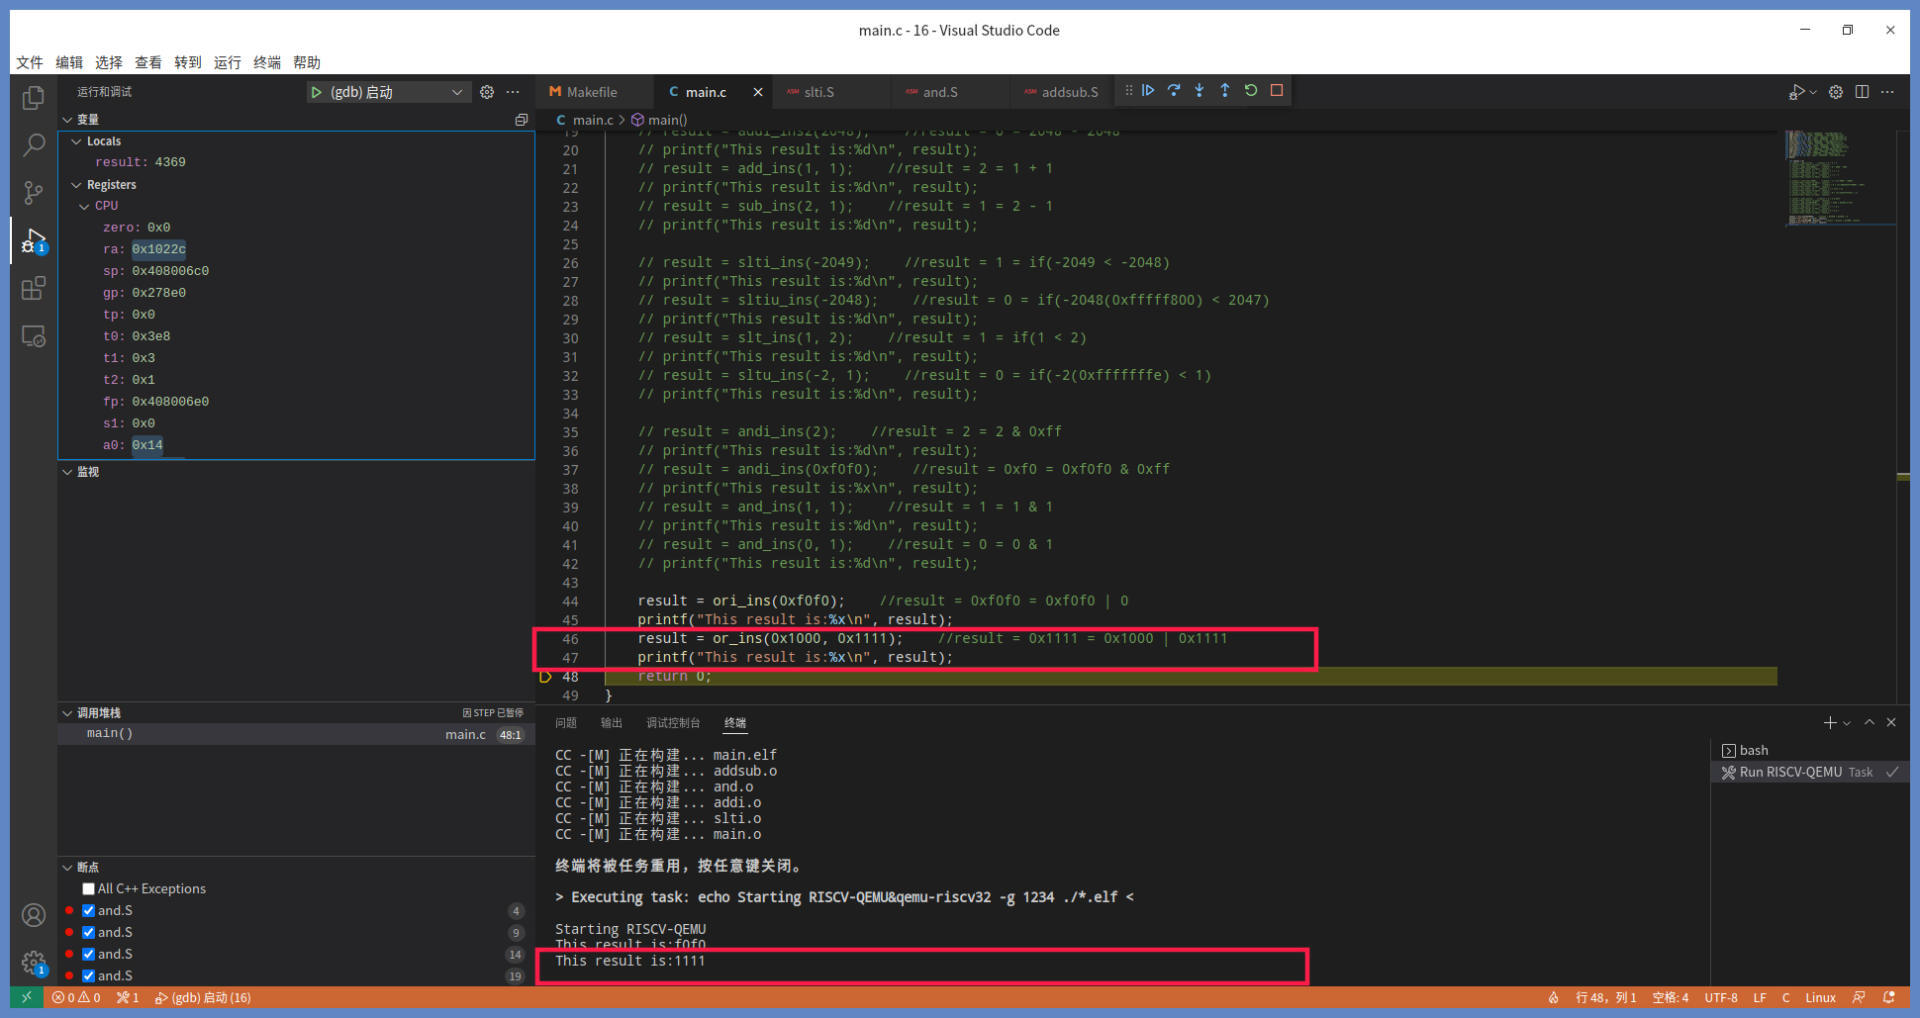 main.c - 16 - Visual Studio Code
文件 编辑 选择 查看 转到 运行 终端 帮助
运行和调试
(gdb) 启动
变量
Locals
result: 4369
Registers
CPU
zero: 0x0
ra: 0x1022c
sp: 0x408006c0
gp: 0x278e0
tp: 0x0
t0: 0x3e8
t1: 0x3
t2: 0x1
fp: 0x408006e0
s1: 0x0
a0: 0x14
监视
调用堆栈
因 STEP 已暂停
main()
main.c 48:1
断点
All C++ Exceptions
and.S 4
and.S 9
and.S 14
and.S 19
Makefile
main.c
slti.S
and.S
addsub.S
main.c > main()
19 // result = addi_ins2(2048); //result = 0 = 2048 - 2048
20 // printf("This result is:%d\n", result);
21 // result = add_ins(1, 1); //result = 2 = 1 + 1
22 // printf("This result is:%d\n", result);
23 // result = sub_ins(2, 1); //result = 1 = 2 - 1
24 // printf("This result is:%d\n", result);
25
26 // result = slti_ins(-2049); //result = 1 = if(-2049 < -2048)
27 // printf("This result is:%d\n", result);
28 // result = sltiu_ins(-2048); //result = 0 = if(-2048(0xfffff800) < 2047)
29 // printf("This result is:%d\n", result);
30 // result = slt_ins(1, 2); //result = 1 = if(1 < 2)
31 // printf("This result is:%d\n", result);
32 // result = sltu_ins(-2, 1); //result = 0 = if(-2(0xfffffffe) < 1)
33 // printf("This result is:%d\n", result);
34
35 // result = andi_ins(2); //result = 2 = 2 & 0xff
36 // printf("This result is:%d\n", result);
37 // result = andi_ins(0xf0f0); //result = 0xf0 = 0xf0f0 & 0xff
38 // printf("This result is:%x\n", result);
39 // result = and_ins(1, 1); //result = 1 = 1 & 1
40 // printf("This result is:%d\n", result);
41 // result = and_ins(0, 1); //result = 0 = 0 & 1
42 // printf("This result is:%d\n", result);
43
44 result = ori_ins(0xf0f0); //result = 0xf0f0 = 0xf0f0 | 0
45 printf("This result is:%x\n", result);
46 result = or_ins(0x1000, 0x1111); //result = 0x1111 = 0x1000 | 0x1111
47 printf("This result is:%x\n", result);
48 return 0;
49 }
问题 输出 调试控制台 终端
CC -[M] 正在构建... main.elf
CC -[M] 正在构建... addsub.o
CC -[M] 正在构建... and.o
CC -[M] 正在构建... addi.o
CC -[M] 正在构建... slti.o
CC -[M] 正在构建... main.o
终端将被任务重用，按任意键关闭。
> Executing task: echo Starting RISCV-QEMU&qemu-riscv32 -g 1234 ./*.elf <
Starting RISCV-QEMU
This result is:f0f0
This result is:1111
bash
Run RISCV-QEMU Task
0 0 1 (gdb) 启动 (16)
行 48，列 1 空格: 4 UTF-8 LF C Linux